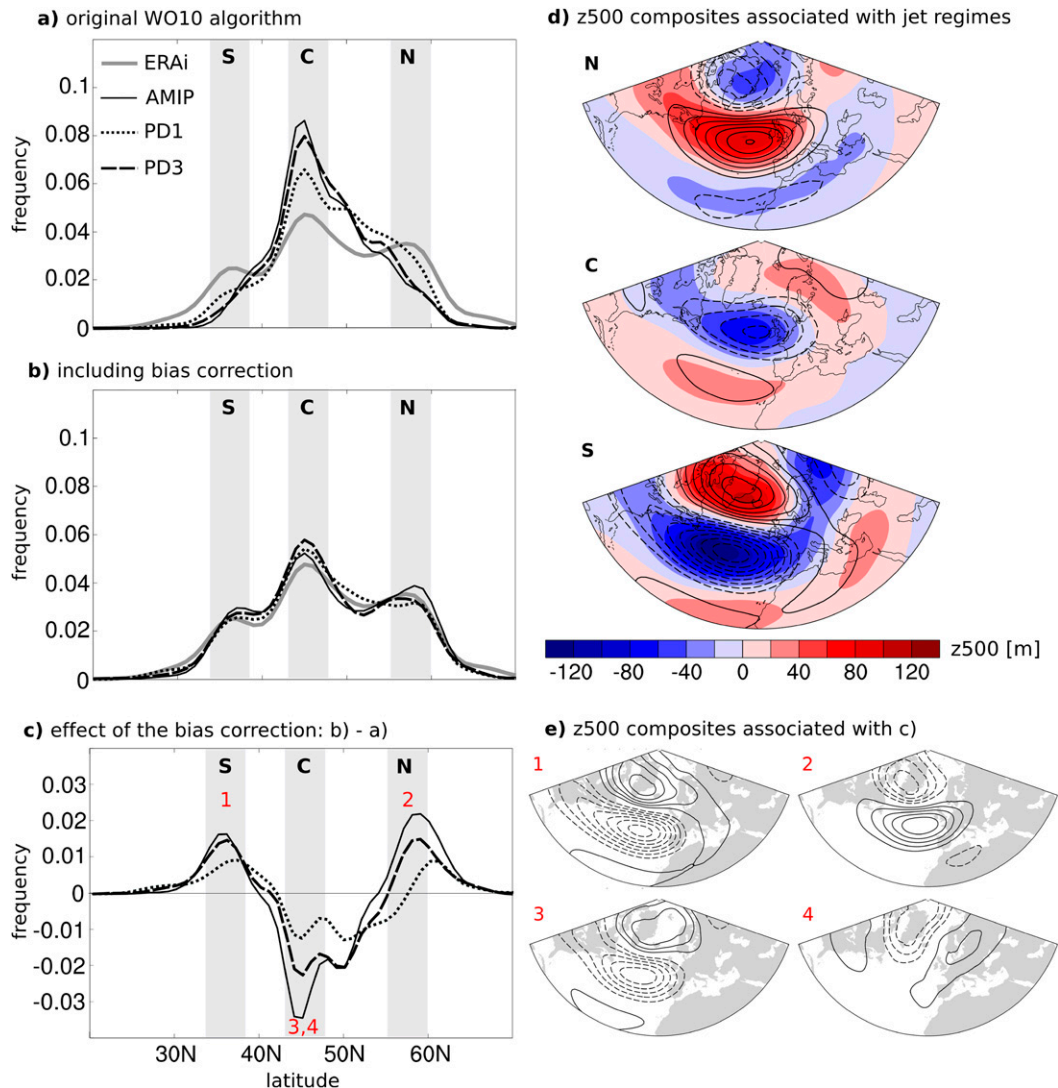 a) original WO10 algorithm
S C N
ERAi
AMIP
PD1
PD3
frequency
0.1
0.08
0.06
0.04
0.02
0
b) including bias correction
S C N
frequency
0.1
0.08
0.06
0.04
0.02
0
c) effect of the bias correction: b) - a)
S C N
1 2
3,4
frequency
0.03
0.02
0.01
0
-0.01
-0.02
-0.03
30N 40N 50N 60N
latitude
d) z500 composites associated with jet regimes
N
C
S
z500 [m]
-120 -80 -40 0 40 80 120
e) z500 composites associated with c)
1 2
3 4